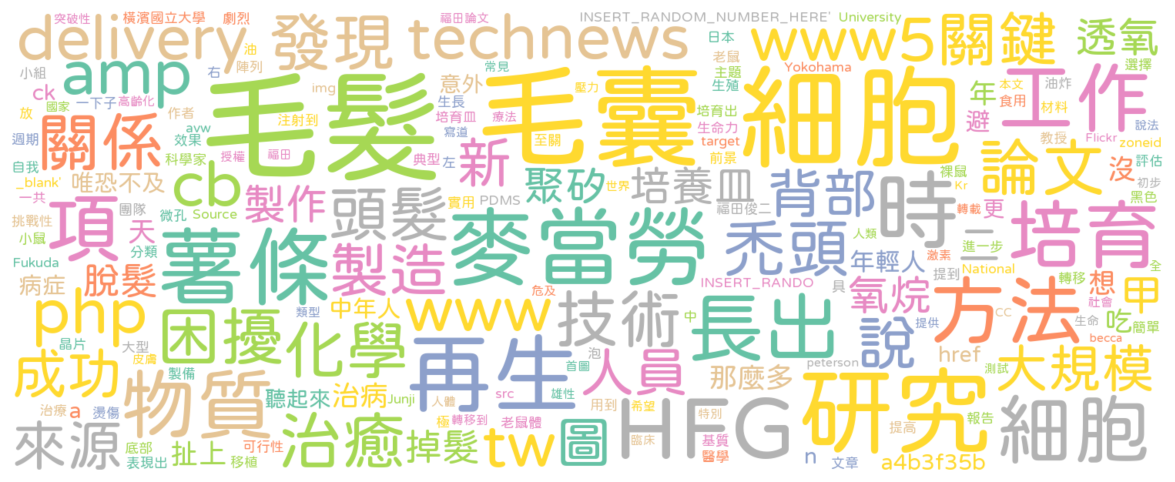 突破性 橫濱國立大學 劇烈 福田論文 INSERT_RANDOM_NUMBER_HERE' University
delivery 發現 technews www 5 關鍵 透氧
油 日本
小組 amp 右 陣列 常見 老鼠 選擇
ck 意外 主題 Yokohama
國家 一下子 高齡化 img 生長 壓力 生殖 放 本文 油炸
毛髮 毛囊 細胞 工作
作者 注射到 培育皿 療法 培育出 年 食用 材料
關係 週期 效果 avw 寫道 至關 生命力 避 教授 Flickr 說法
自我 科學家 授權 福田 典型 左 target 前景 裸鼠 zoneid 評估
_blank' 唯恐不及 cb 新 聚矽 培養皿 背部 論文 沒 初步
一共 製作 頭髮 世界 Kr 黑色
挑戰性 團隊 微孔 Source 實用 PDMS 福田俊二 時 轉載 更
項 天 薯條 製造 麥當勞 禿頭 二 培育
小鼠 分類 人類 進一步
Fukuda 脫髮 年輕人 激素 National 轉移 全
病症 危及 INSERT_RANDO 氧烷 提到 想 社會 甲
中年人 類型 中 具 CC 生命
php 困擾 化學 www 技術 長出 說 方法 吃 簡單
晶片 大型 提供 becca
成功 皮膚 再生 泡 首圖 人員 peterson href 測試 大規模
製備 聽起來 治病 人體 src 雄性 那麼多
物質 Junji 用到 希望 特別 研究
治療 a 燙傷 極 轉移到 老鼠體 HFG 提高 報告
來源 底部 可行性 治癒 掉髮 tw 圖 臨床 基質 細胞
表現出 扯上 移植 醫學 n 文章 a4b3f35b